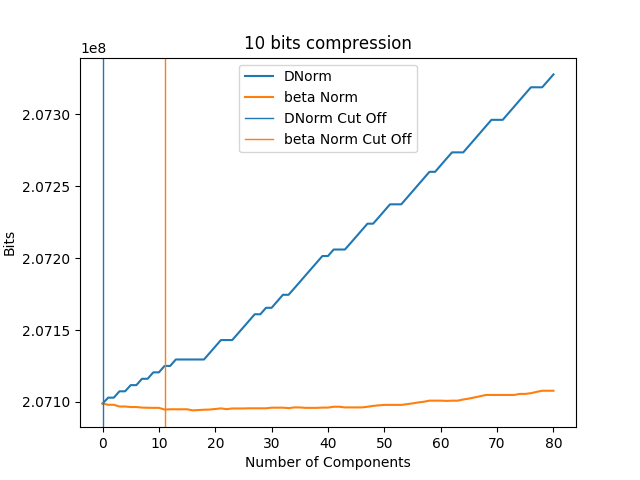 10 bits compression
1e8
DNorm
beta Norm
DNorm Cut Off
beta Norm Cut Off
2.0730
2.0725
2.0720
2.0715
2.0710
Bits
0 10 20 30 40 50 60 70 80
Number of Components